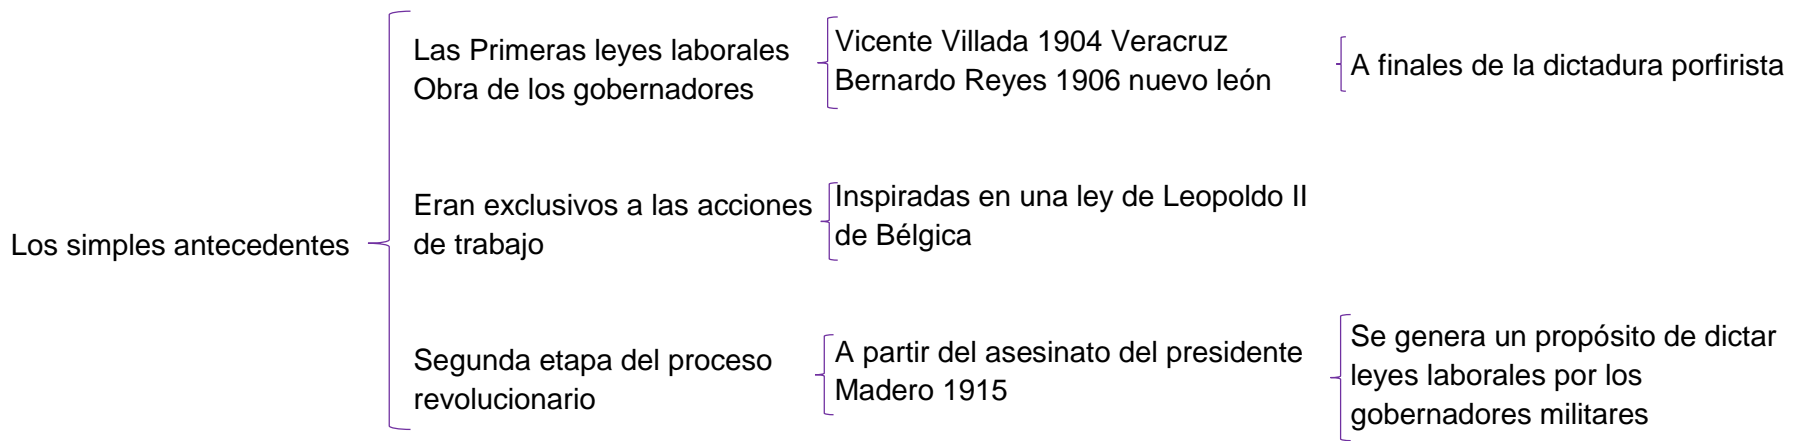 Los simples antecedentes
Las Primeras leyes laborales
Obra de los gobernadores
Vicente Villada 1904 Veracruz
Bernardo Reyes 1906 nuevo león
A finales de la dictadura porfirista
Eran exclusivos a las acciones
de trabajo
Inspiradas en una ley de Leopoldo II
de Bélgica
Segunda etapa del proceso
revolucionario
A partir del asesinato del presidente
Madero 1915
Se genera un propósito de dictar
leyes laborales por los
gobernadores militares